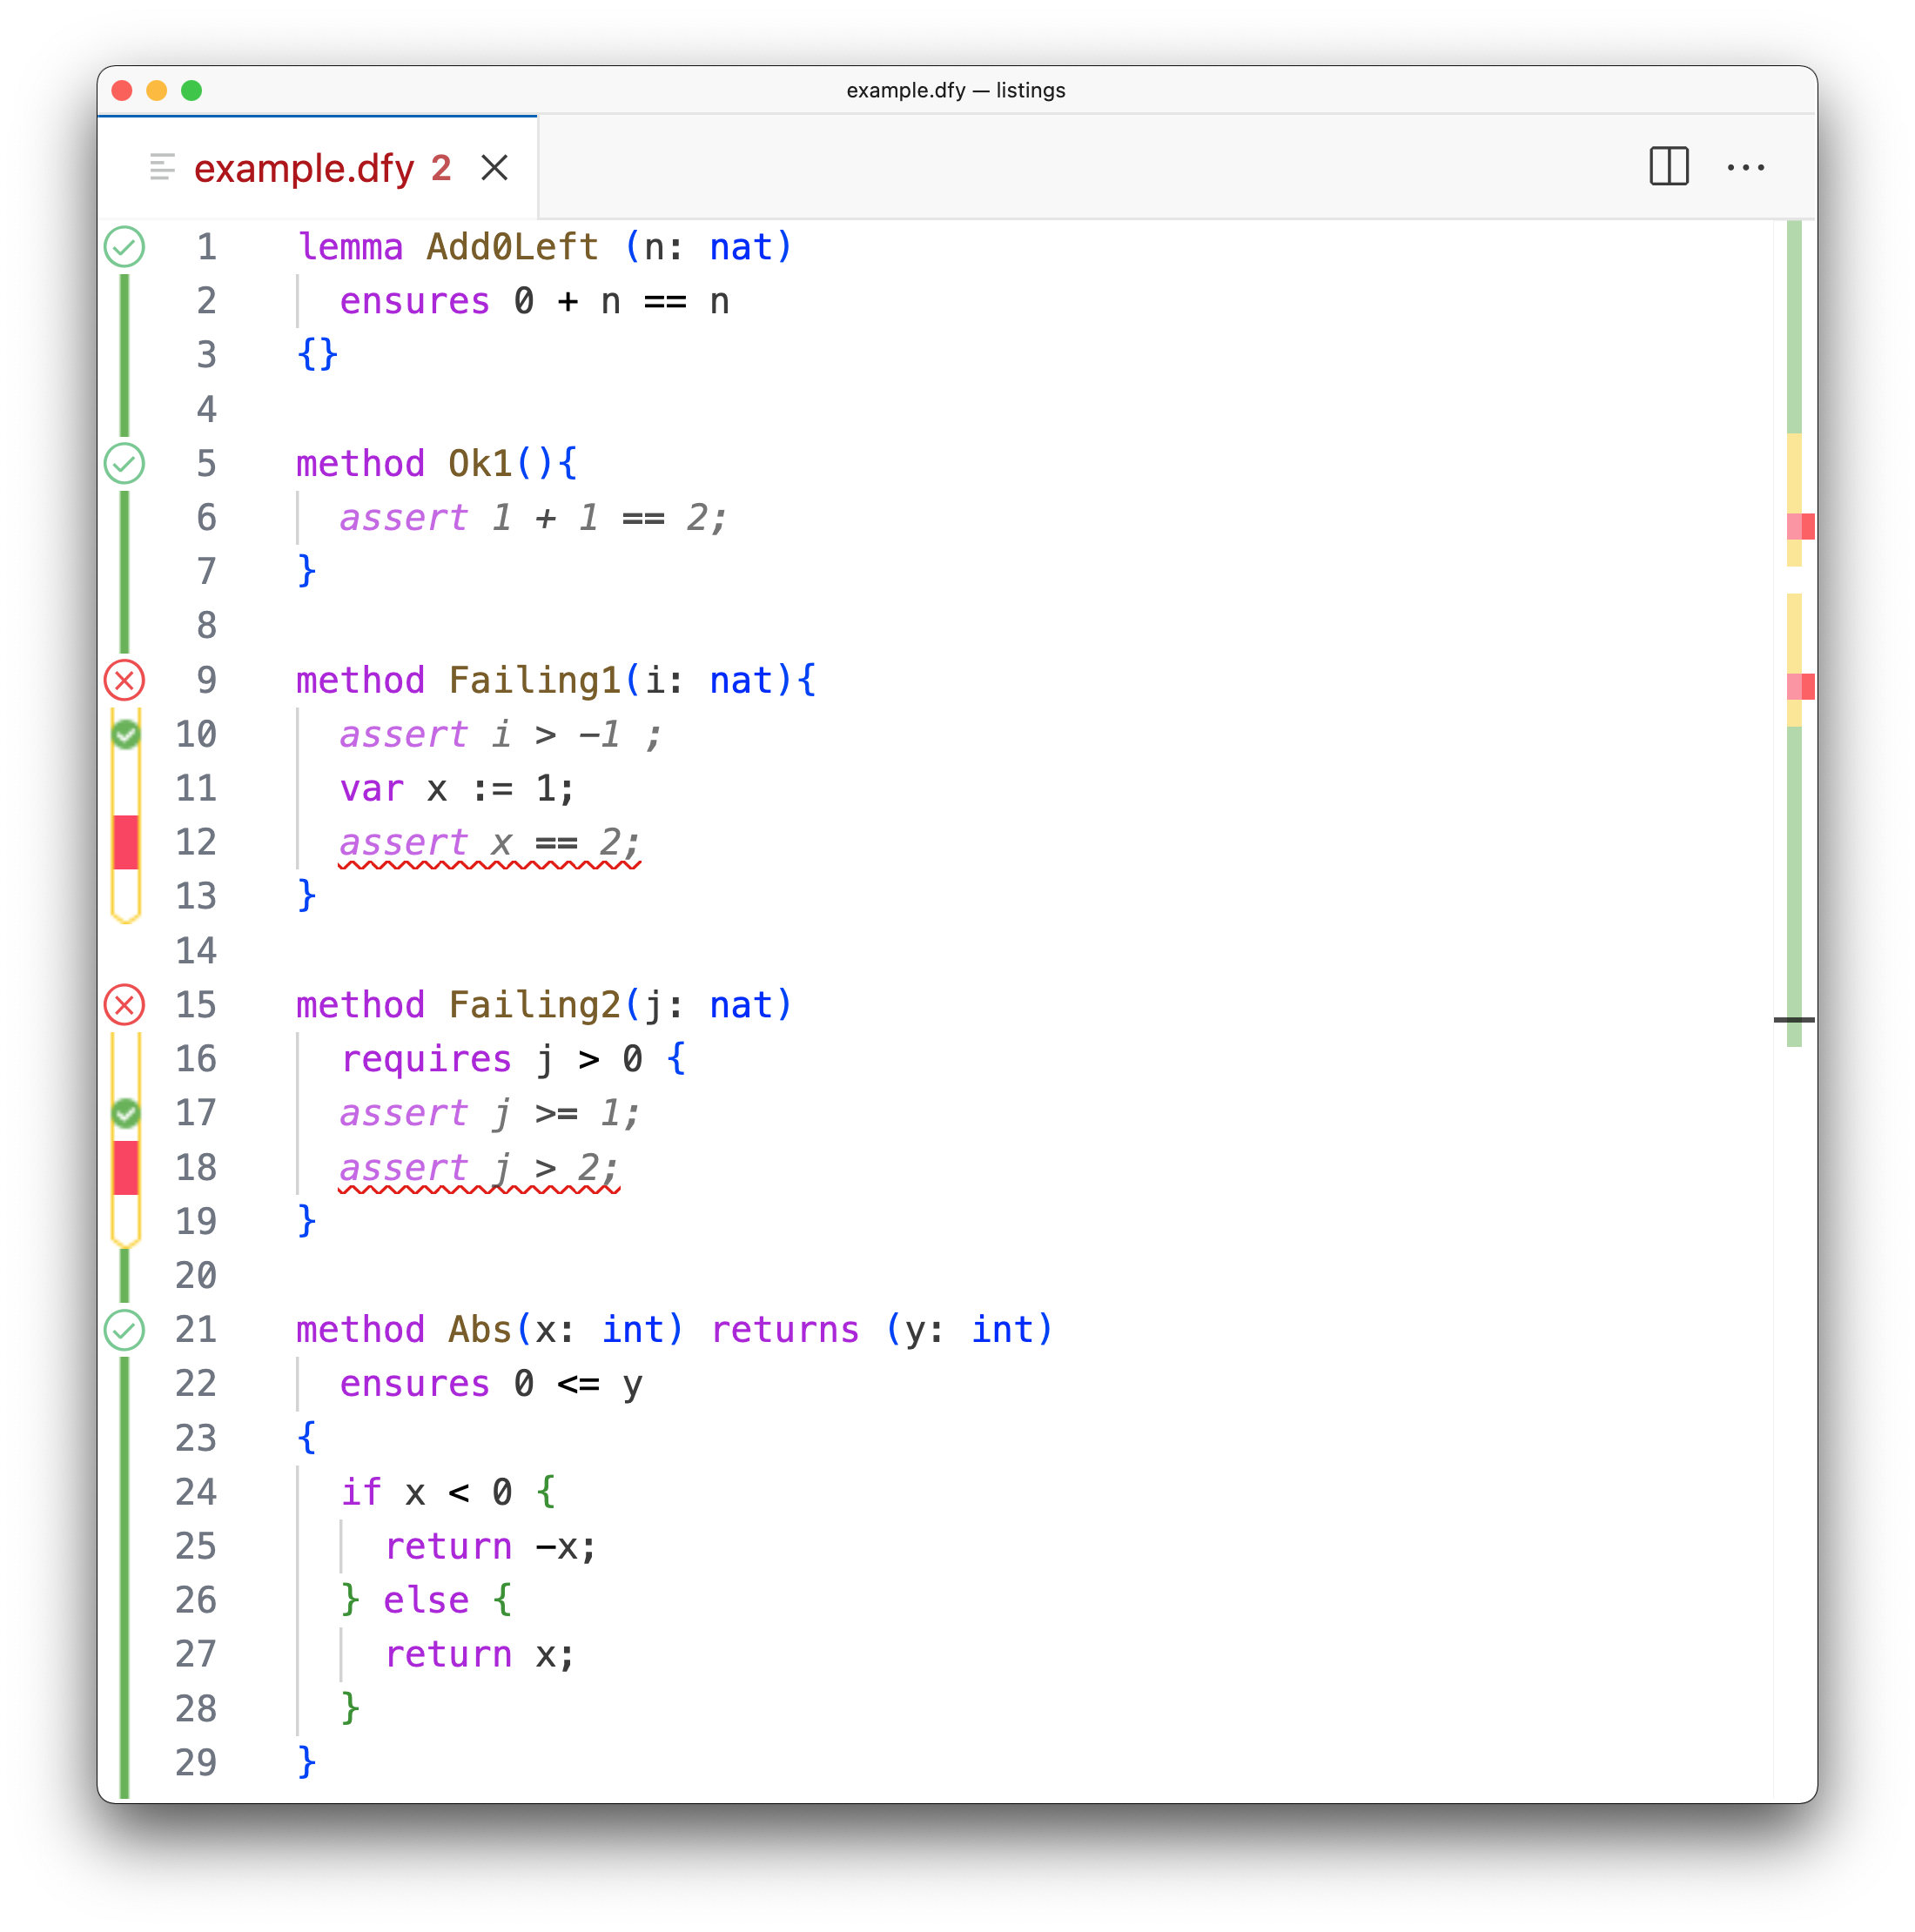 example.dfy — listings
example.dfy 2
1 lemma Add0Left (n: nat)
2   ensures 0 + n == n
3 {}
4
5 method Ok1(){
6   assert 1 + 1 == 2;
7 }
8
9 method Failing1(i: nat){
10   assert i > -1 ;
11   var x := 1;
12   assert x == 2;
13 }
14
15 method Failing2(j: nat)
16   requires j > 0 {
17   assert j >= 1;
18   assert j > 2;
19 }
20
21 method Abs(x: int) returns (y: int)
22   ensures 0 <= y
23 {
24   if x < 0 {
25     return -x;
26   } else {
27     return x;
28   }
29 }